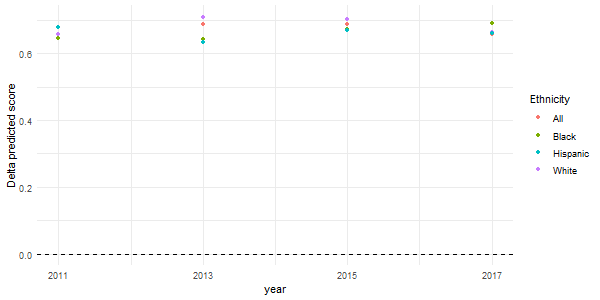 Delta predicted score
0.6
0.4
0.2
0.0
2011 2013 2015 2017
year
Ethnicity
All
Black
Hispanic
White